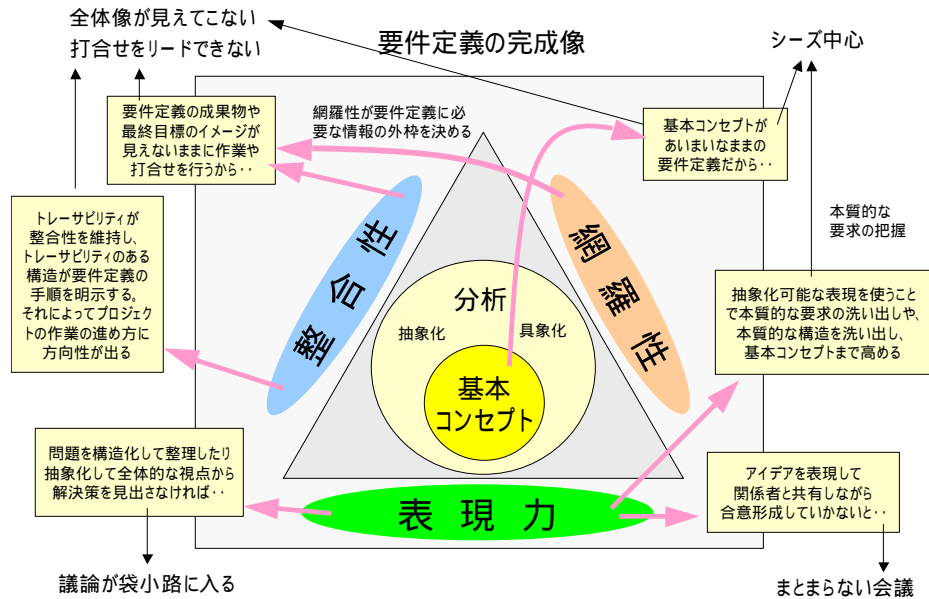 全体像が見えてこない
打合せをリードできない
要件定義の完成像
シーズ中心
要件定義の成果物や
最終目標のイメージが
見えないままに作業や
打合せを行うから‥
網羅性が要件定義に必
要な情報の外枠を決める
基本コンセプトが
あいまいなままの
要件定義だから‥
トレーサビリティが
整合性を維持し、
トレーサビリティのある
構造が要件定義の
手順を明示する。
それによってプロジェク
トの作業の進め方に
方向性が出る
整合性
網羅性
本質的な
要求の把握
分析
抽象化
具象化
基本
コンセプト
抽象化可能な表現を使うこと
で本質的な要求の洗い出しや、
本質的な構造を洗い出し、
基本コンセプトまで高める
問題を構造化して整理したり
抽象化して全体的な視点から
解決策を見出さなければ‥
表現力
アイデアを表現して
関係者と共有しながら
合意形成していかないと‥
議論が袋小路に入る
まとまらない会議